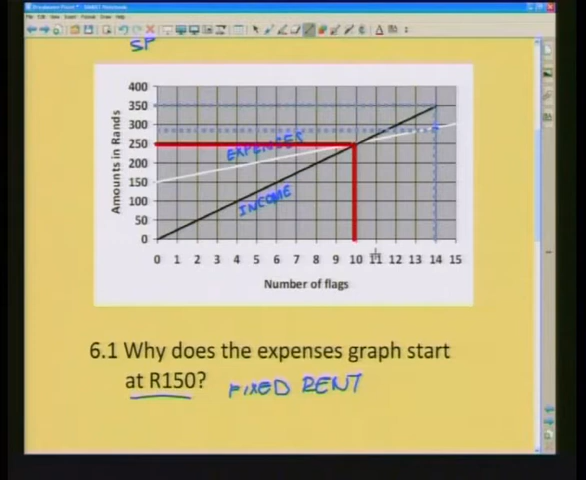 SP
400
350
300
250
200
150
100
50
0
Amounts in Rands
EXPENSES
INCOME
0 1 2 3 4 5 6 7 8 9 10 11 12 13 14 15
Number of flags
6.1 Why does the expenses graph start
at R150? FIXED RENT